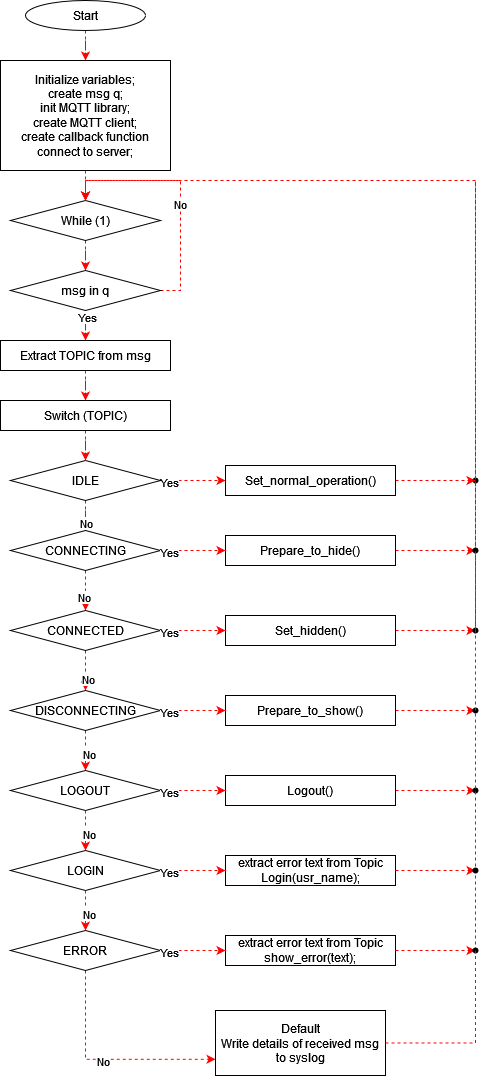 Start
Initialize variables;
create msg q;
init MQTT library;
create MQTT client;
create callback function
connect to server;
No
While (1)
msg in q
Yes
Extract TOPIC from msg
Switch (TOPIC)
IDLE
Yes
Set_normal_operation()
No
CONNECTING
Yes
Prepare_to_hide()
No
CONNECTED
Yes
Set_hidden()
No
DISCONNECTING
Yes
Prepare_to_show()
No
LOGOUT
Yes
Logout()
No
LOGIN
Yes
extract error text from Topic
Login(usr_name);
No
ERROR
Yes
extract error text from Topic
show_error(text);
No
Default
Write details of received msg
to syslog